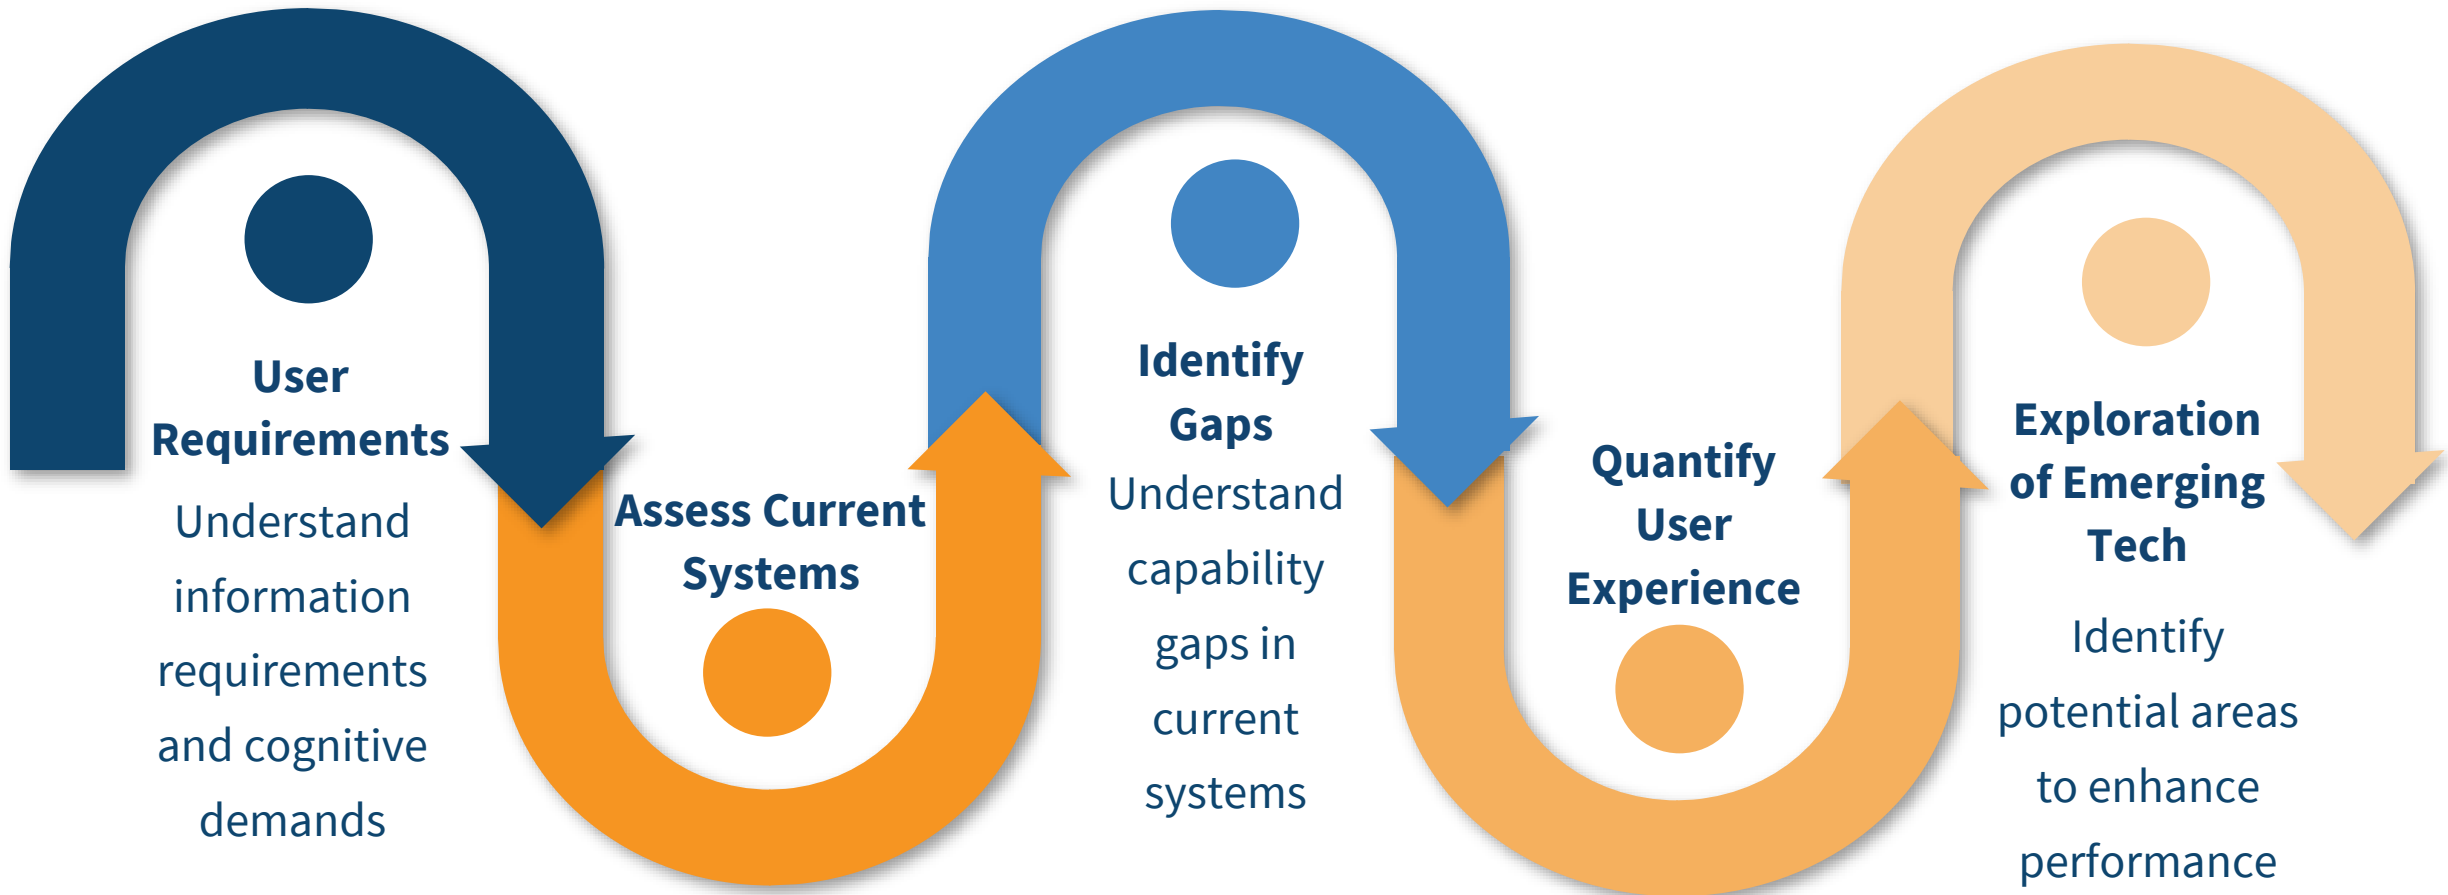 User
Requirements
Understand
information
requirements
and cognitive
demands
Assess Current
Systems
Identify
Gaps
Understand
capability
gaps in
current
systems
Quantify
User
Experience
Exploration
of Emerging
Tech
Identify
potential areas
to enhance
performance